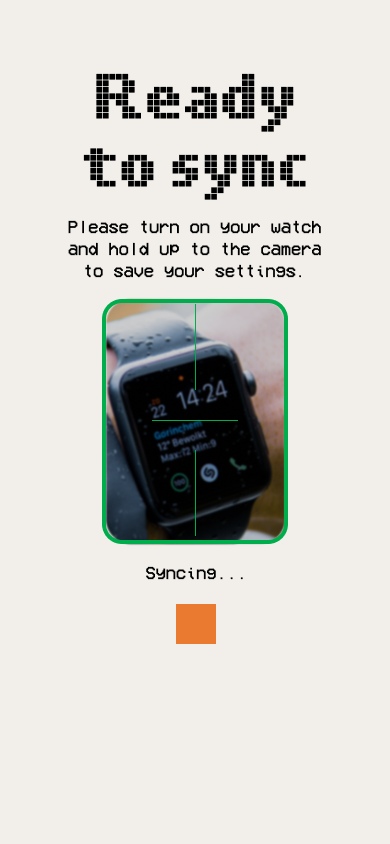 Ready
to sync
Please turn on your watch
and hold up to the camera
to save your settings.
22 14:24
Gorinchem
12° Bewolkt
Max:12 Min:9
Syncing...